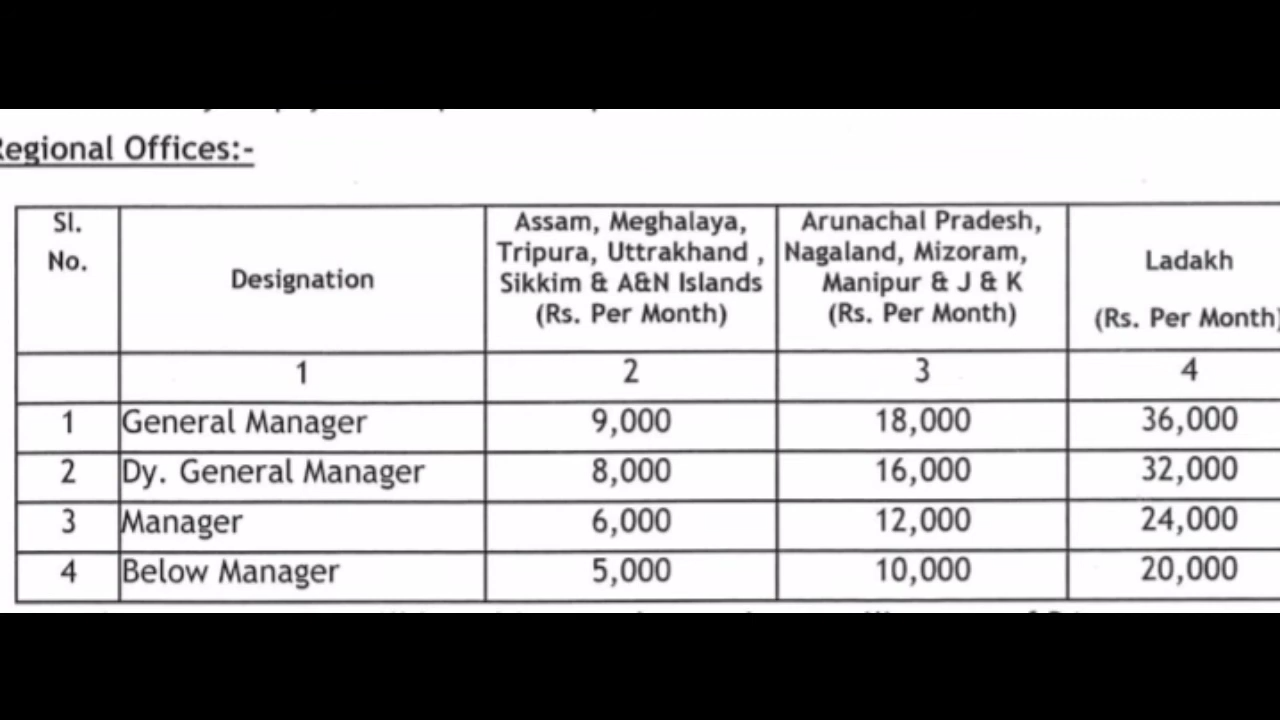 Regional Offices:-
Sl. No. Designation Assam, Meghalaya, Tripura, Uttrakhand , Sikkim & A&N Islands (Rs. Per Month) Arunachal Pradesh, Nagaland, Mizoram, Manipur & J & K (Rs. Per Month) Ladakh (Rs. Per Month)
1 2 3 4
1 General Manager 9,000 18,000 36,000
2 Dy. General Manager 8,000 16,000 32,000
3 Manager 6,000 12,000 24,000
4 Below Manager 5,000 10,000 20,000